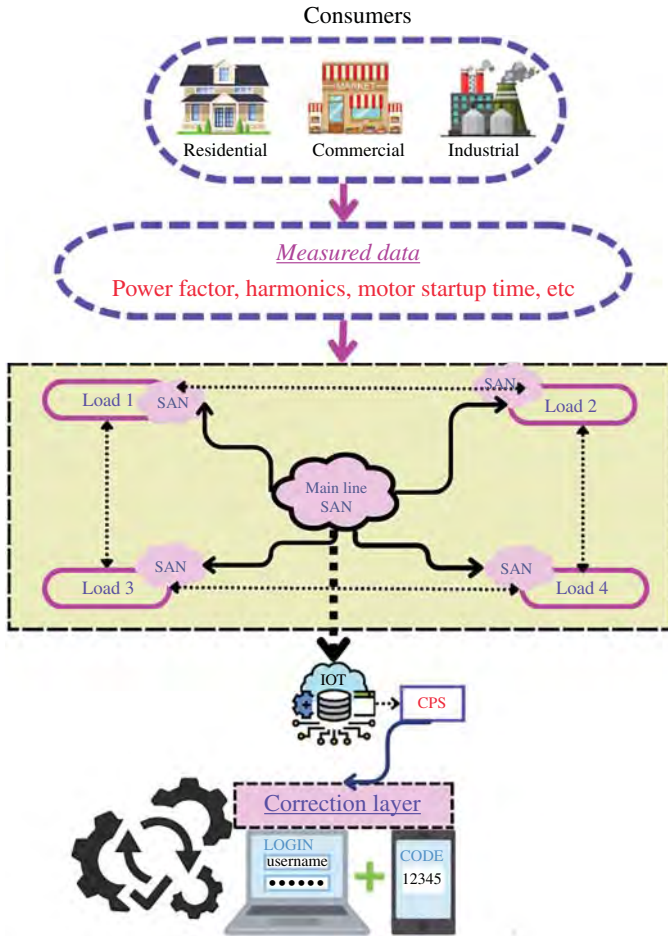 Consumers
MARKET
Residential
Commercial
Industrial
Measured data
Power factor, harmonics, motor startup time, etc
Load 1
SAN
SAN
Load 2
Main line
SAN
Load 3
SAN
SAN
Load 4
IOT
CPS
Correction layer
LOGIN
username
CODE
12345